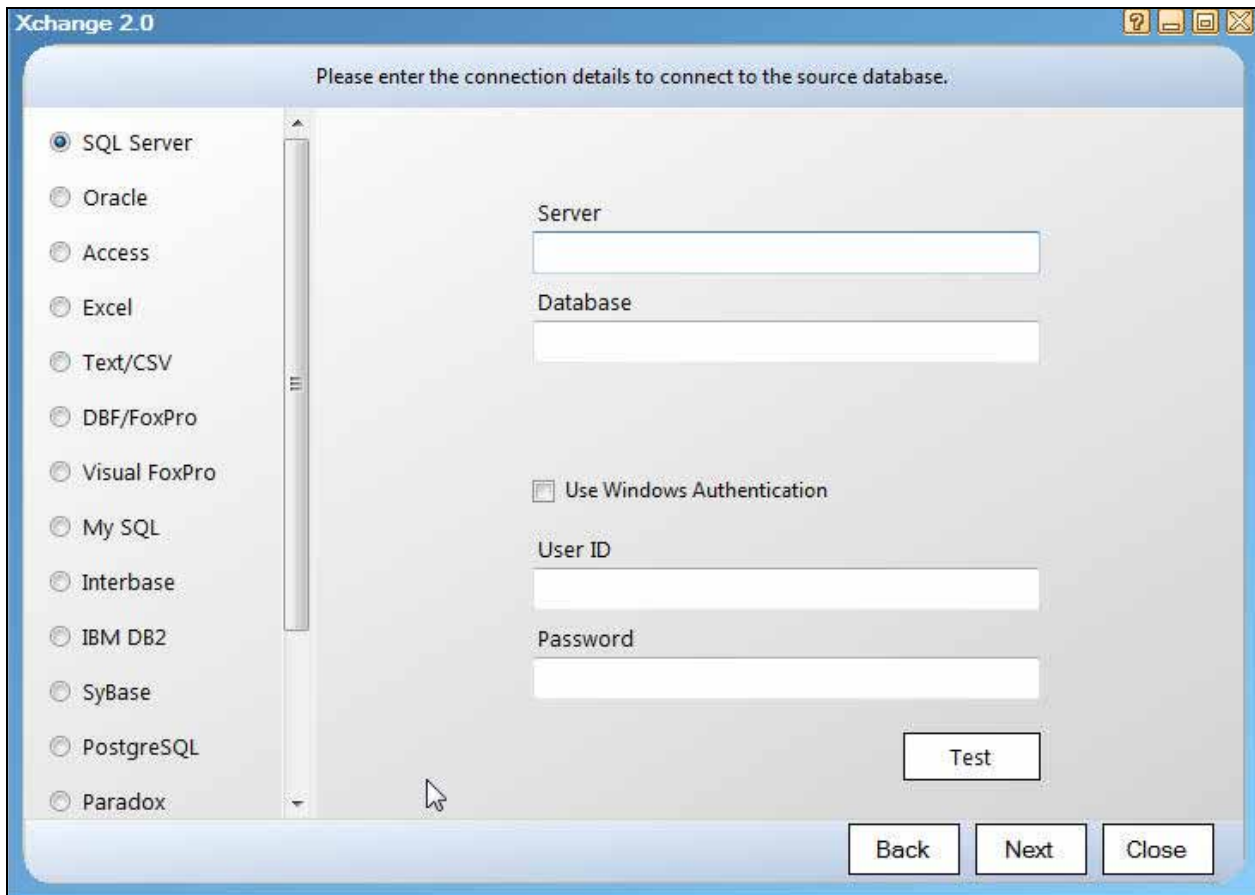 Xchange 2.0
Please enter the connection details to connect to the source database.
SQL Server
Oracle
Access
Excel
Text/CSV
DBF/FoxPro
Visual FoxPro
My SQL
Interbase
IBM DB2
SyBase
PostgreSQL
Paradox
Server
Database
Use Windows Authentication
User ID
Password
Test
Back
Next
Close